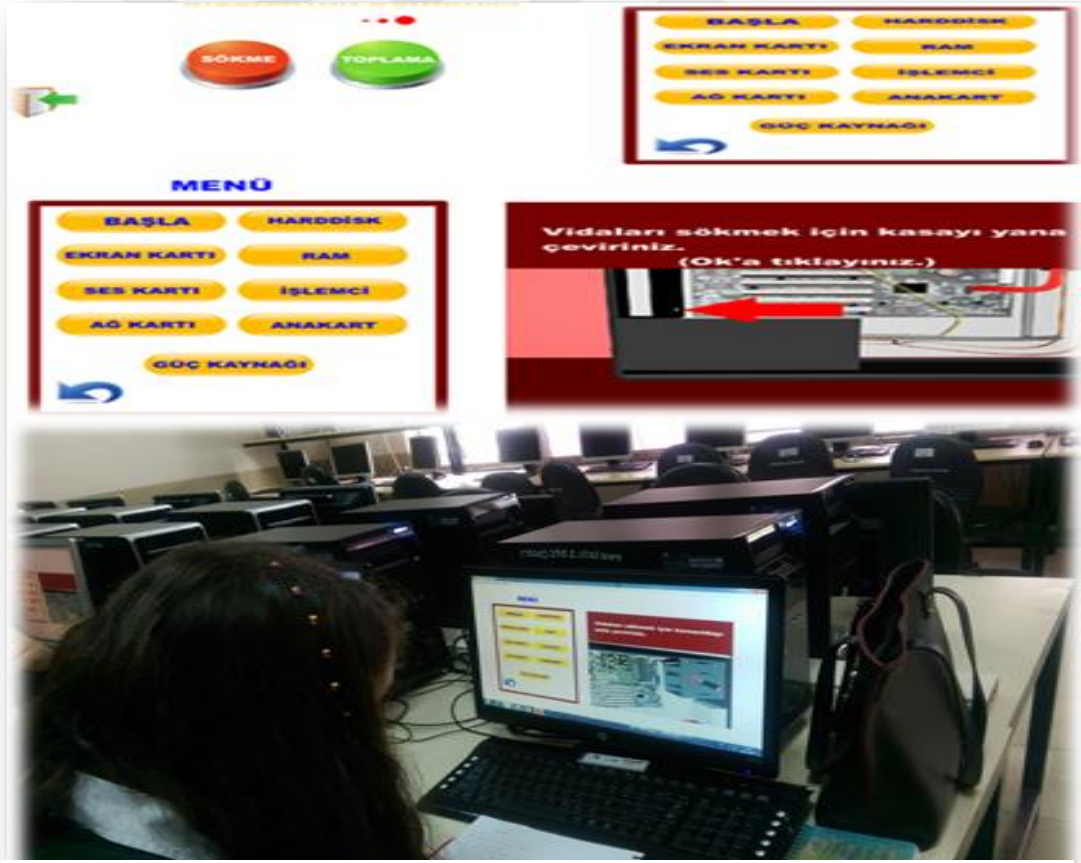 SÖKME TOPLAMA
BAŞLA HARDDİSK
EKRAN KARTI RAM
SES KARTI İŞLEMCİ
AĞ KARTI ANAKART
GÜÇ KAYNAĞI
MENÜ
BAŞLA HARDDİSK
EKRAN KARTI RAM
SES KARTI İŞLEMCİ
AĞ KARTI ANAKART
GÜÇ KAYNAĞI
Vidaları sökmek için kasayı yana
çeviriniz.
(Ok'a tıklayınız.)
MENÜ